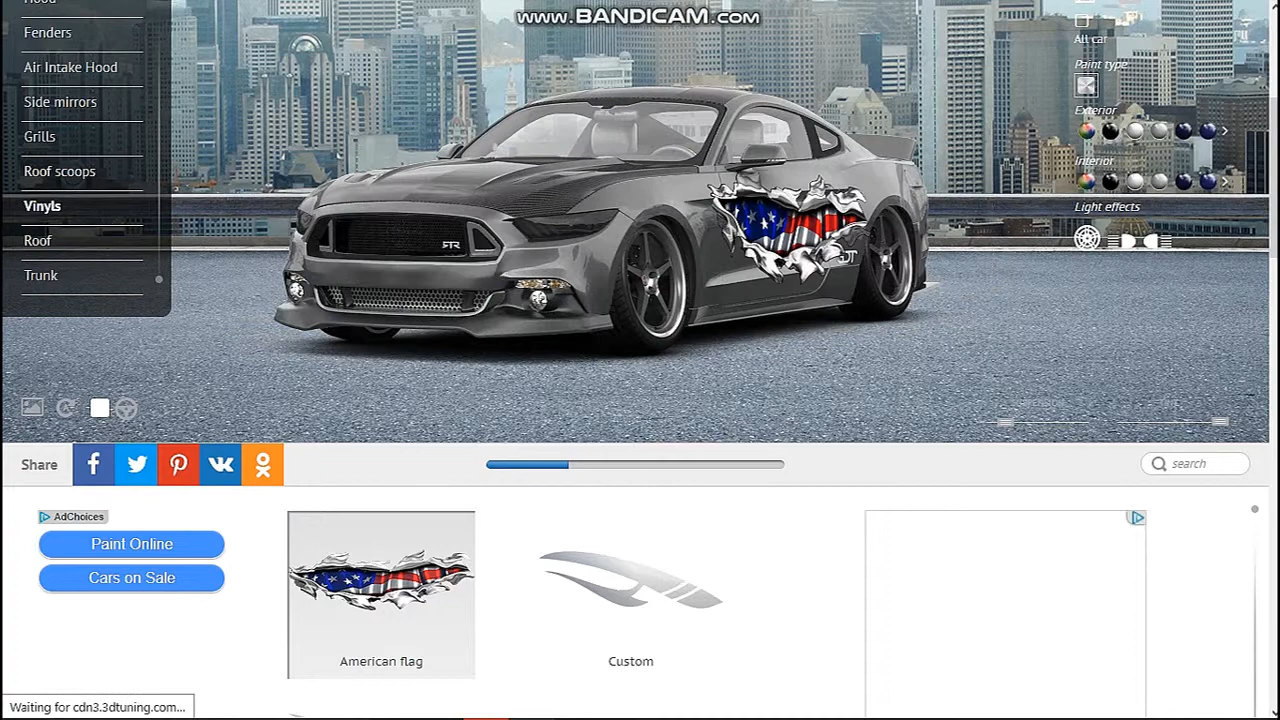 www.BANDICAM.com
Hood
Fenders
Air Intake Hood
Side mirrors
Grills
Roof scoops
Vinyls
Roof
Trunk
All car
Paint type
Exterior
Interior
Light effects
RTR
Share
search
AdChoices
Paint Online
Cars on Sale
American flag
Custom
Waiting for cdn3.3dtuning.com...